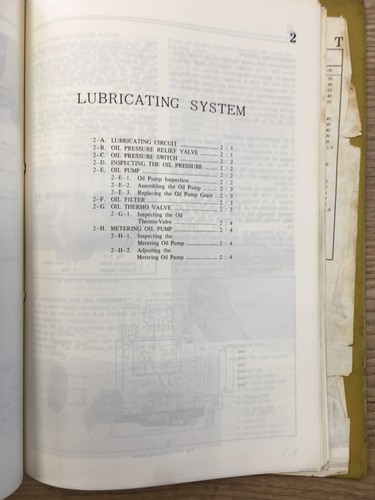 2
LUBRICATING SYSTEM
2-A. LUBRICATING CIRCUIT 2 : 1
2-B. OIL PRESSURE RELIEF VALVE 2 : 1
2-C. OIL PRESSURE SWITCH 2 : 1
2-D. INSPECTING THE OIL PRESSURE 2 : 2
2-E. OIL PUMP 2 : 2
2-E-1. Oil Pump Inspection 2 : 2
2-E-2. Assembling the Oil Pump 2 : 3
2-E-3. Replacing the Oil Pump Gears 2 : 3
2-F. OIL FILTER 2 : 3
2-G. OIL THERMO VALVE 2 : 3
2-G-1. Inspecting the Oil
Thermo-Valve 2 : 4
2-H. METERING OIL PUMP 2 : 4
2-H-1. Inspecting the
Metering Oil Pump 2 : 4
2-H-2. Adjusting the
Metering Oil Pump 2 : 4
T